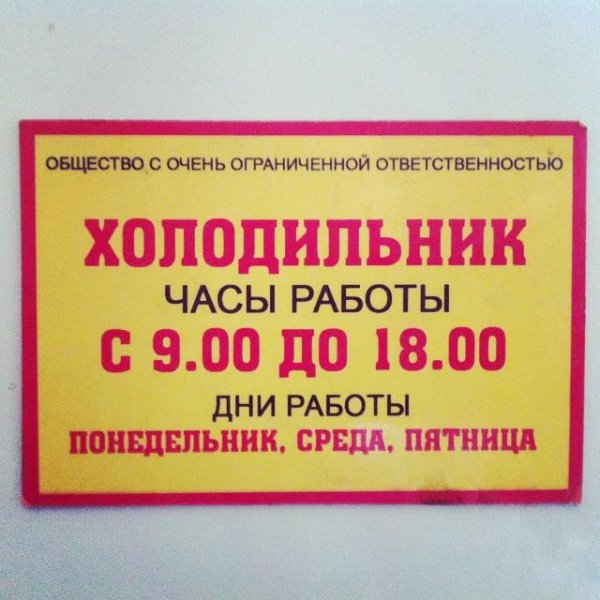 ОБЩЕСТВО С ОЧЕНЬ ОГРАНИЧЕННОЙ ОТВЕТСТВЕННОСТЬЮ
ХОЛОДИЛЬНИК
ЧАСЫ РАБОТЫ
С 9.00 ДО 18.00
ДНИ РАБОТЫ
ПОНЕДЕЛЬНИК, СРЕДА, ПЯТНИЦА